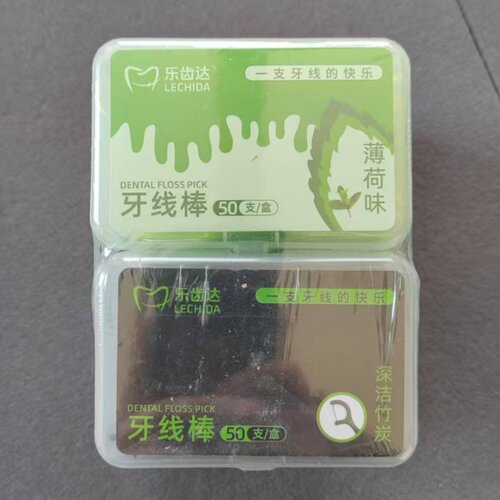 乐齿达
LECHIDA
一支牙线的快乐
薄荷味
DENTAL FLOSS PICK
牙线棒 50支/盒
乐齿达
LECHIDA
一支牙线的快乐
深洁竹炭
DENTAL FLOSS PICK
牙线棒 50支/盒